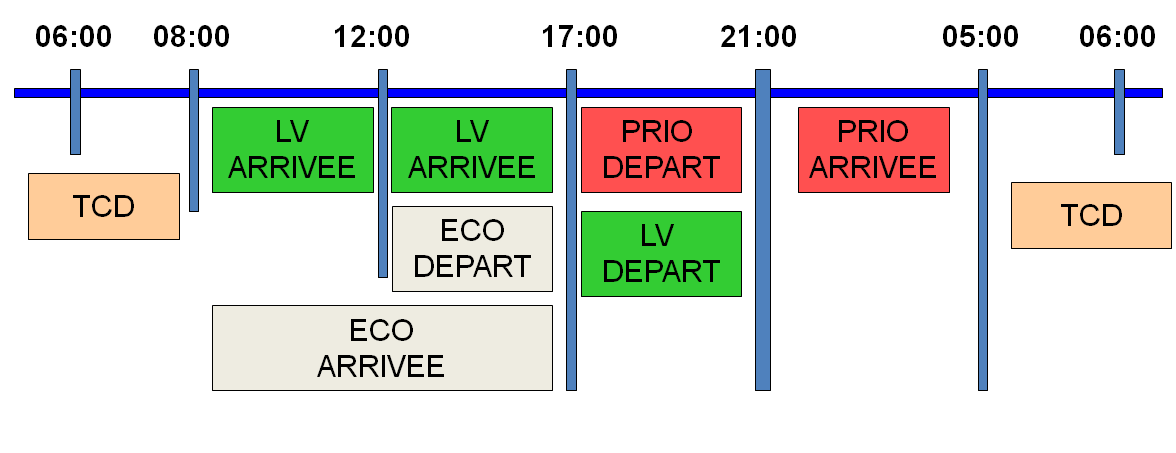 06:00 08:00 12:00 17:00 21:00 05:00 06:00
LV
ARRIVEE
LV
ARRIVEE
PRIO
DEPART
PRIO
ARRIVEE
TCD
ECO
DEPART
LV
DEPART
TCD
ECO
ARRIVEE